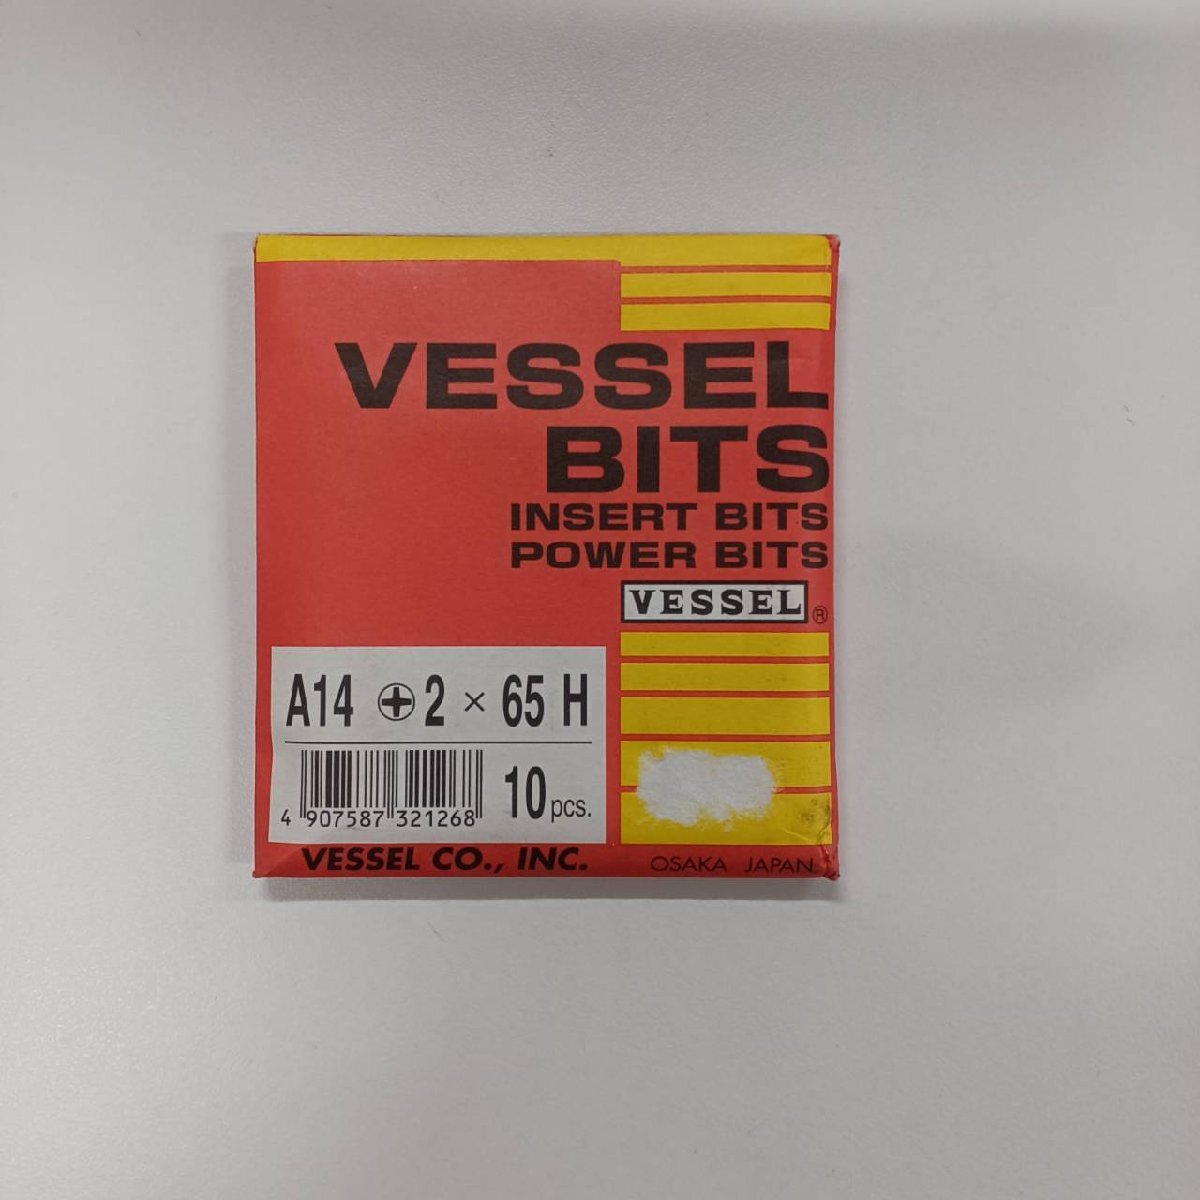 VESSEL
BITS
INSERT BITS
POWER BITS
VESSEL ®
A14 ⊕ 2 × 65 H
4 907587 321268
10 pcs.
VESSEL CO., INC.
OSAKA JAPAN